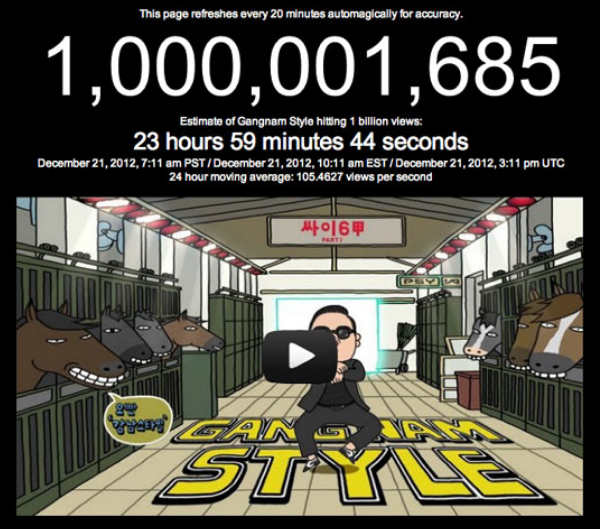 This page refreshes every 20 minutes automagically for accuracy.
1,000,001,685
Estimate of Gangnam Style hitting 1 billion views:
23 hours 59 minutes 44 seconds
December 21, 2012, 7:11 am PST / December 21, 2012, 10:11 am EST / December 21, 2012, 3:11 pm UTC
24 hour moving average: 105.4627 views per second
싸이6甲
PART1
PSY
오빤
강남스타일
GANGNAM
STYLE